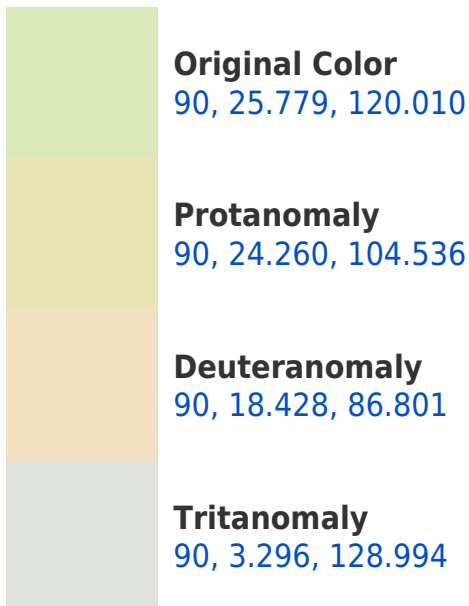 Original Color
90, 25.779, 120.010
Protanomaly
90, 24.260, 104.536
Deuteranomaly
90, 18.428, 86.801
Tritanomaly
90, 3.296, 128.994